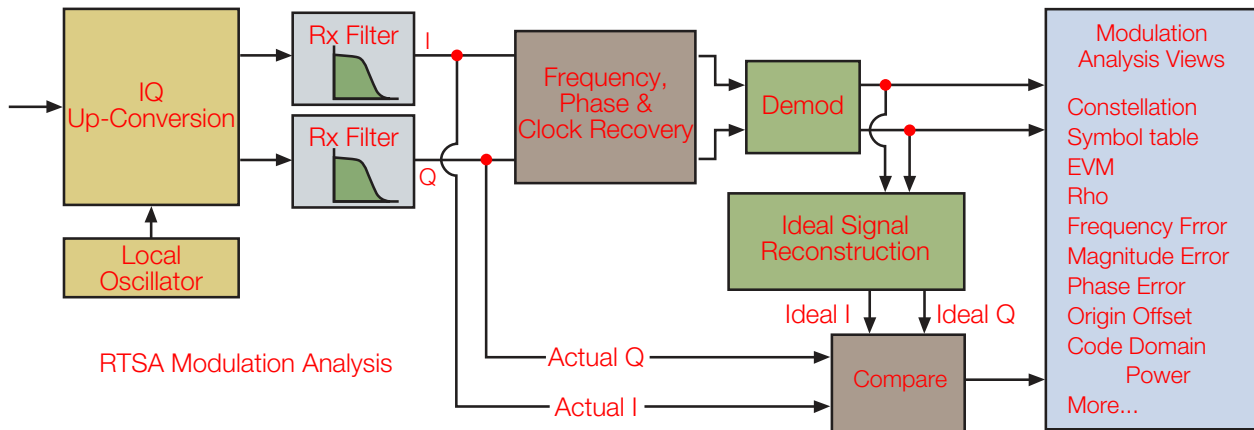 IQ
Up-Conversion
Local
Oscillator
Rx Filter
I
Rx Filter
Q
Frequency,
Phase &
Clock Recovery
Demod
Ideal Signal
Reconstruction
Ideal I
Ideal Q
Actual Q
Actual I
Compare
RTSA Modulation Analysis
Modulation
Analysis Views
Constellation
Symbol table
EVM
Rho
Frequency Frror
Magnitude Error
Phase Error
Origin Offset
Code Domain
Power
More...